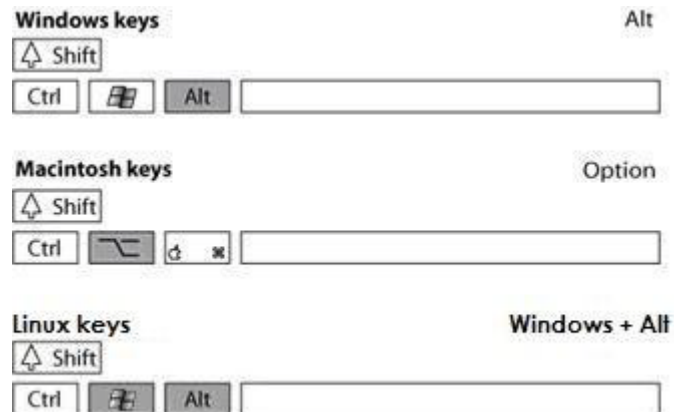 Windows keys Alt
Shift
Ctrl Alt
Macintosh keys Option
Shift
Ctrl ⌥ ⌘
Linux keys Windows + Alt
Shift
Ctrl Alt